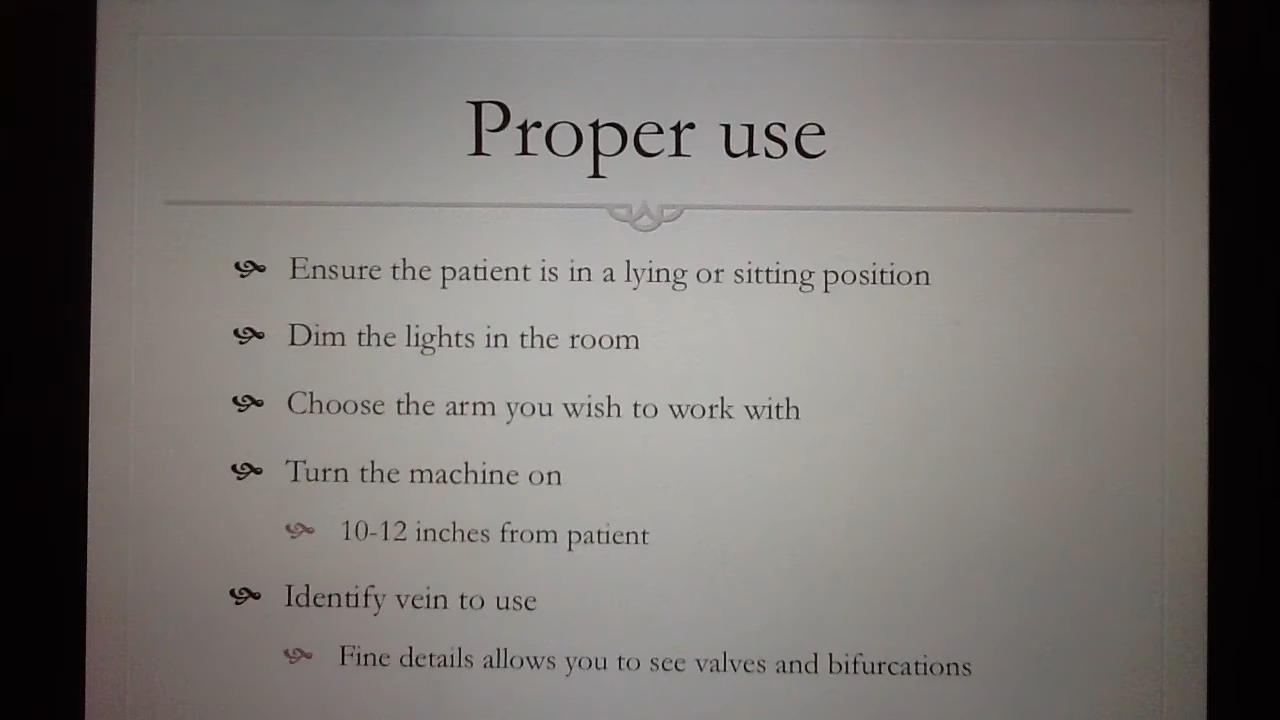 Proper use
Ensure the patient is in a lying or sitting position
Dim the lights in the room
Choose the arm you wish to work with
Turn the machine on
10-12 inches from patient
Identify vein to use
Fine details allows you to see valves and bifurcations